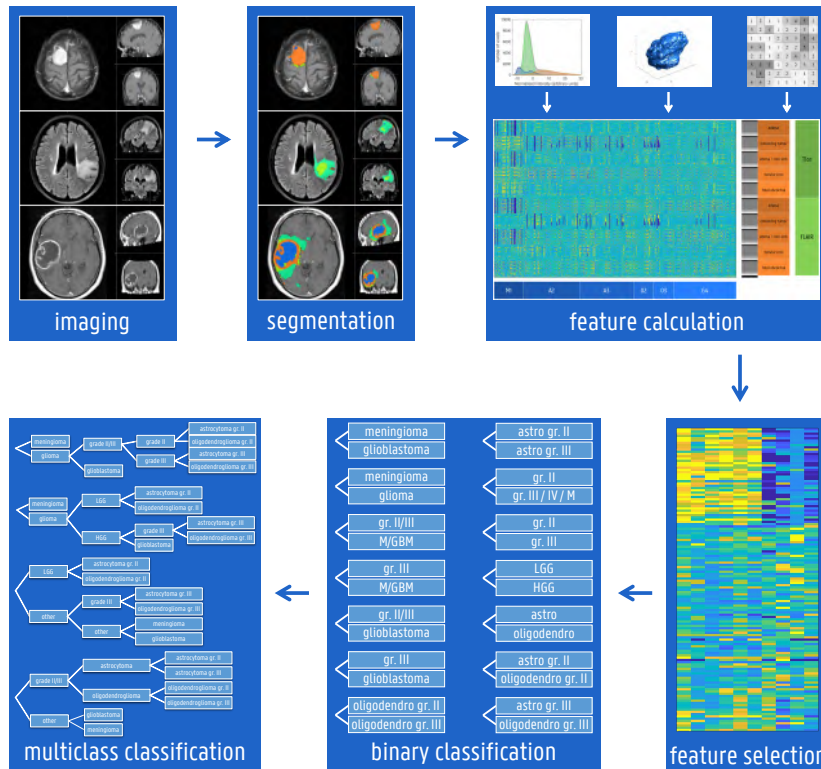 imaging
segmentation
number of voxels
T1ce
FLAIR
feature calculation
meningioma
glioma
grade II/III
glioblastoma
grade II
grade III
astrocytoma gr. II
oligodendroglioma gr. II
astrocytoma gr. III
oligodendroglioma gr. III
meningioma
glioma
LGG
HGG
astrocytoma gr. II
oligodendroglioma gr. II
grade III
glioblastoma
astrocytoma gr. III
oligodendroglioma gr. III
LGG
other
astrocytoma gr. II
oligodendroglioma gr. II
grade III
other
astrocytoma gr. III
oligodendroglioma gr. III
meningioma
glioblastoma
grade II/III
other
astrocytoma
oligodendroglioma
astrocytoma gr. II
astrocytoma gr. III
oligodendroglioma gr. II
oligodendroglioma gr. III
glioblastoma
meningioma
multiclass classification
meningioma
glioblastoma
meningioma
glioma
gr. II/III
M/GBM
gr. III
M/GBM
gr. II/III
glioblastoma
gr. III
glioblastoma
oligodendro gr. II
oligodendro gr. III
astro gr. II
astro gr. III
gr. II
gr. III / IV / M
gr. II
gr. III
LGG
HGG
astro
oligodendro
astro gr. II
oligodendro gr. II
astro gr. III
oligodendro gr. III
binary classification
feature selection